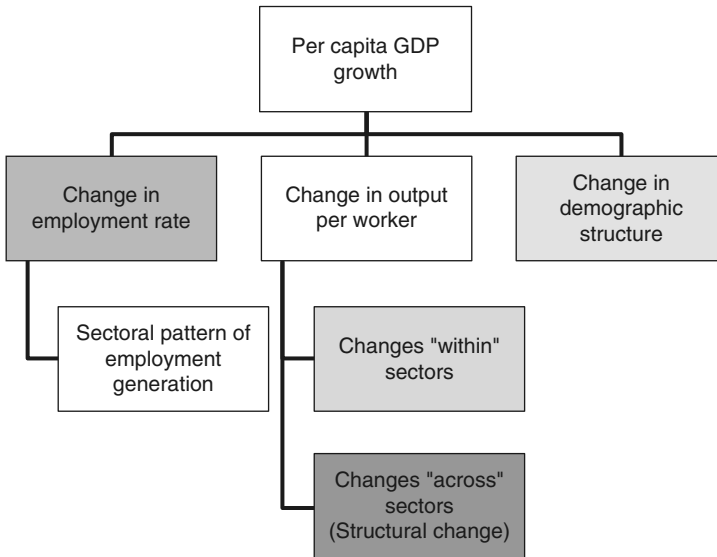 Per capita GDP
growth
Change in
employment rate
Change in output
per worker
Change in
demographic
structure
Sectoral pattern of
employment
generation
Changes "within"
sectors
Changes "across"
sectors
(Structural change)